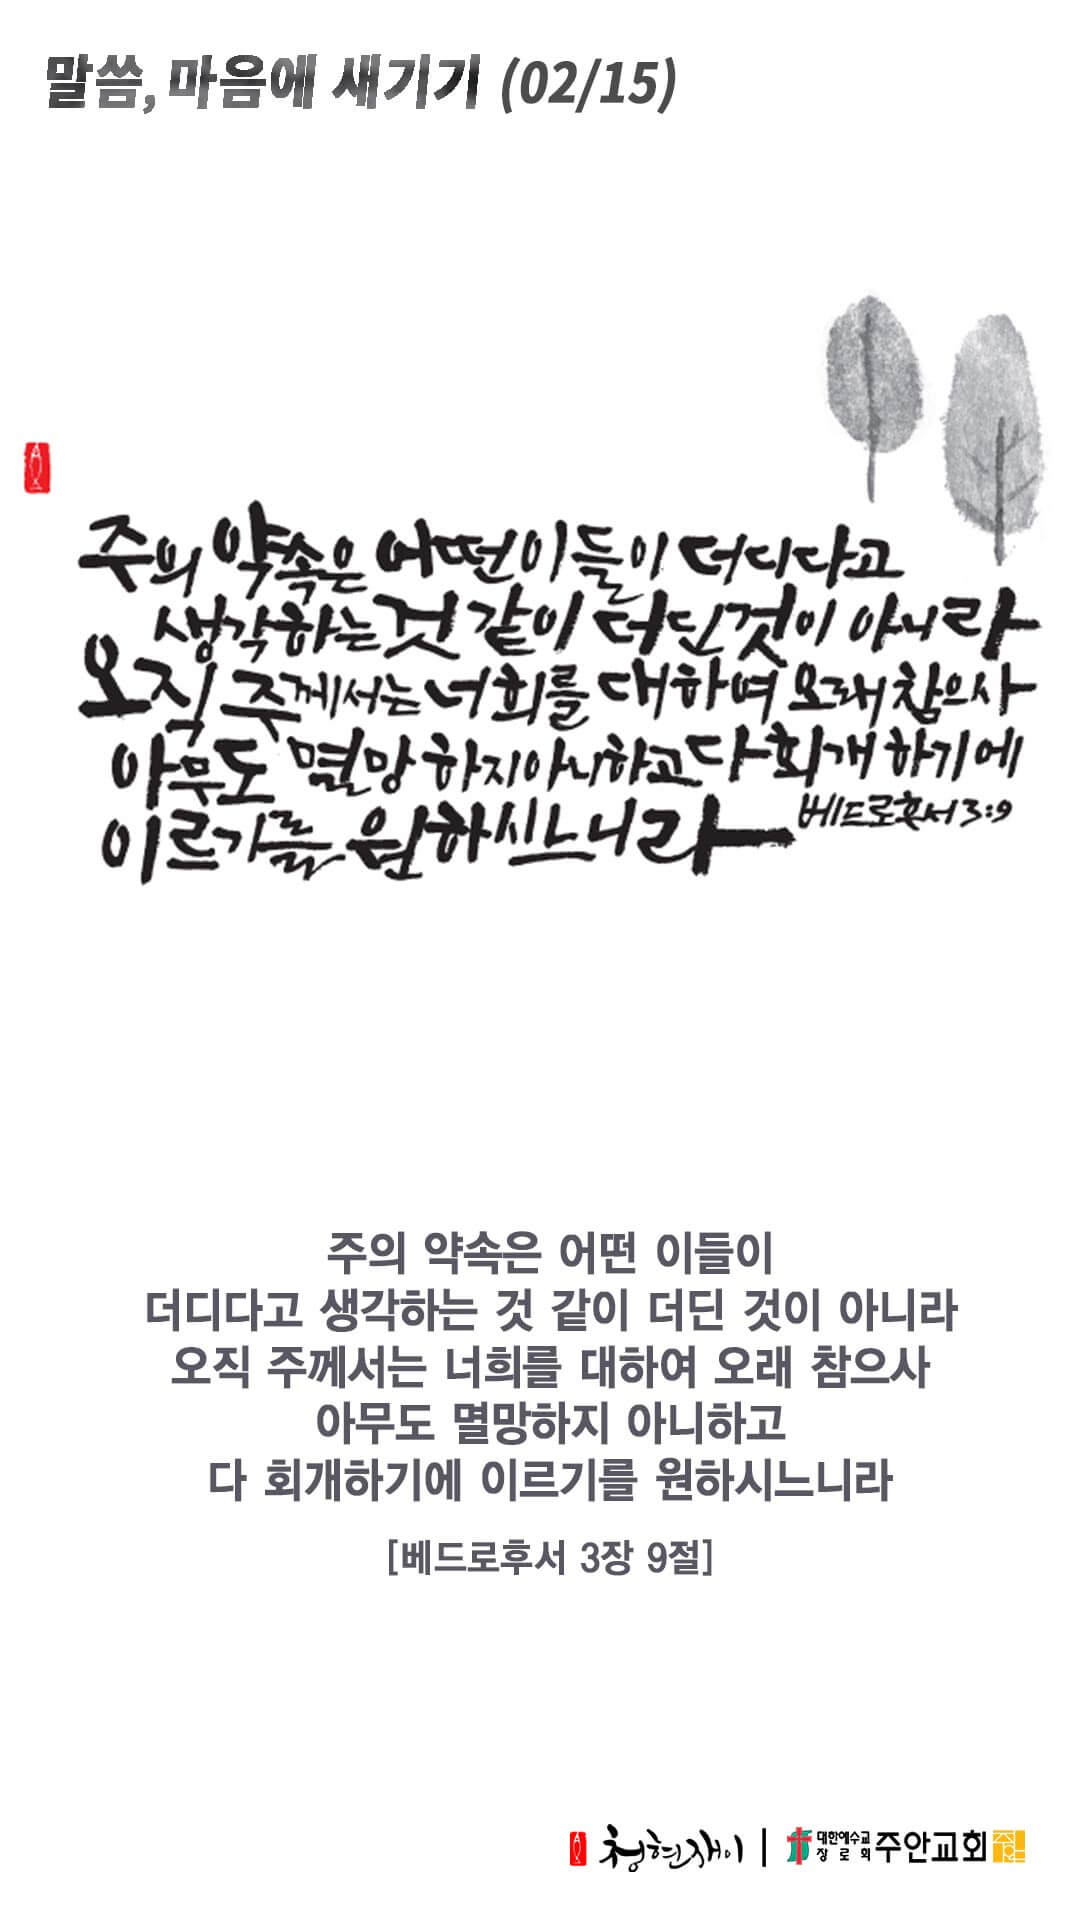 말씀, 마음에 새기기 (02/15)
주의 약속은 어떤이들이 더디다고
생각하는것 같이 더딘것이 아니라
오직 주께서는 너희를 대하여 오래 참으사
아무도 멸망 하지아니하고 다 회개 하기에
이르기를 원하시느니라 베드로후서 3:9
주의 약속은 어떤 이들이
더디다고 생각하는 것 같이 더딘 것이 아니라
오직 주께서는 너희를 대하여 오래 참으사
아무도 멸망하지 아니하고
다 회개하기에 이르기를 원하시느니라
[베드로후서 3장 9절]
청현재이 | 대한예수교 장로회 주안교회